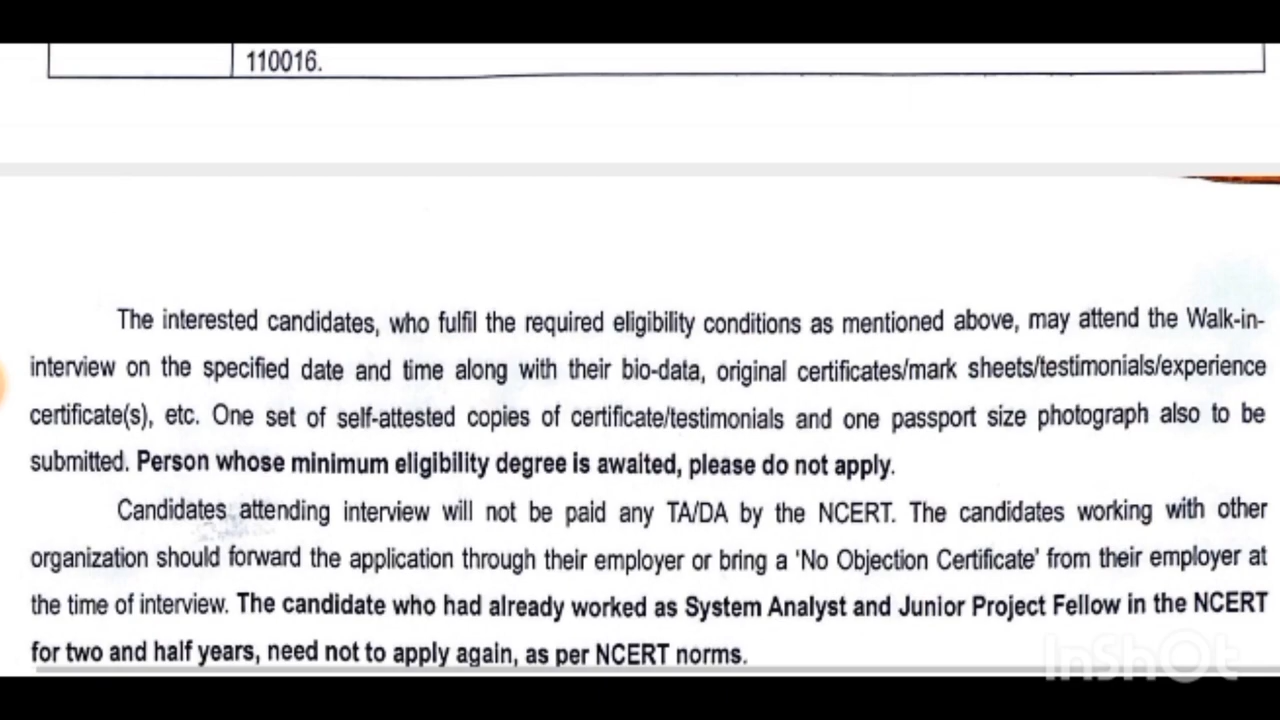 110016.
The interested candidates, who fulfil the required eligibility conditions as mentioned above, may attend the Walk-in-
interview on the specified date and time along with their bio-data, original certificates/mark sheets/testimonials/experience
certificate(s), etc. One set of self-attested copies of certificate/testimonials and one passport size photograph also to be
submitted. Person whose minimum eligibility degree is awaited, please do not apply.
Candidates attending interview will not be paid any TA/DA by the NCERT. The candidates working with other
organization should forward the application through their employer or bring a 'No Objection Certificate' from their employer at
the time of interview. The candidate who had already worked as System Analyst and Junior Project Fellow in the NCERT
for two and half years, need not to apply again, as per NCERT norms.
InShOt